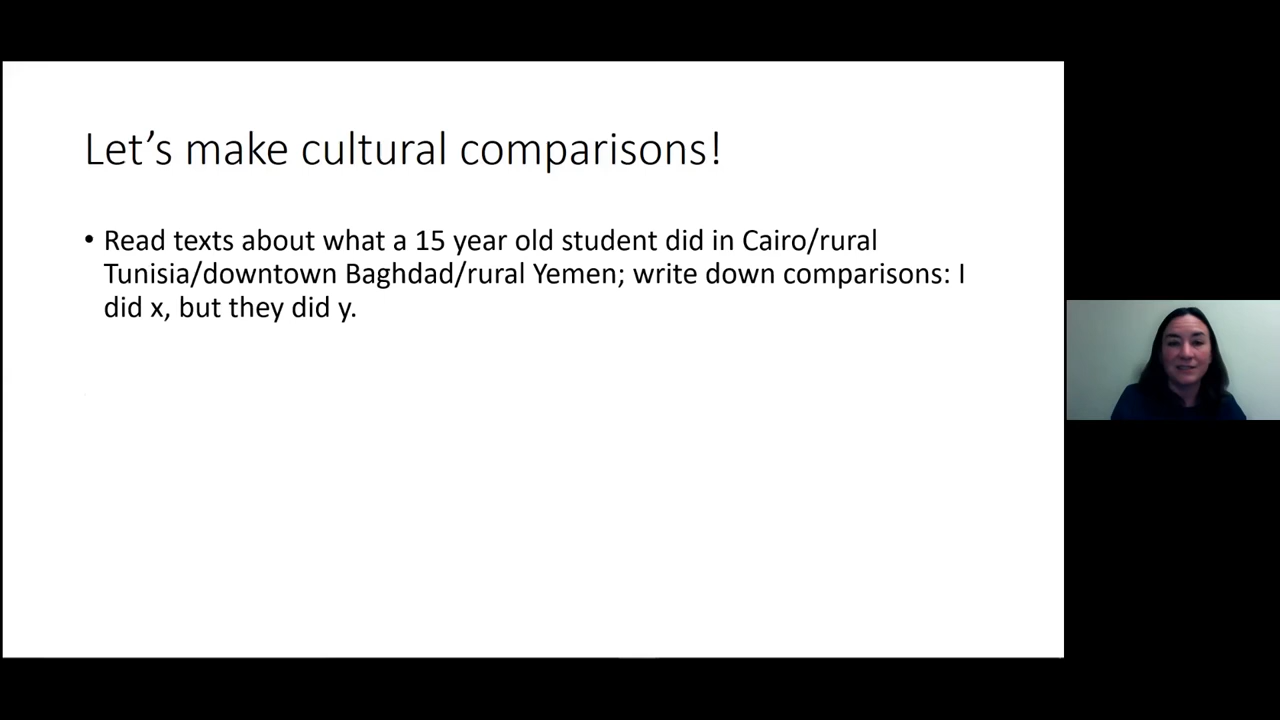 Let’s make cultural comparisons!
• Read texts about what a 15 year old student did in Cairo/rural
Tunisia/downtown Baghdad/rural Yemen; write down comparisons: I
did x, but they did y.